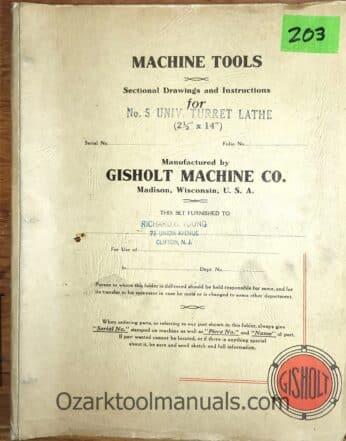 203
MACHINE TOOLS
Sectional Drawings and Instructions
for
No. 5 UNIV. TURRET LATHE
(2½" x 14")
Serial No. Folio No.
Manufactured by
GISHOLT MACHINE CO.
Madison, Wisconsin, U. S. A.
THIS SET FURNISHED TO
RICHARD YOUNG
UNION AVENUE
CLIFTON, N. J.
For Use of
In Dept. No.
Person to whom this folder is delivered should be held responsible for same, and for
its transfer to his successor in case he quits or is changed to some other department.
When ordering parts, or referring to any part shown in this folder, always give
"Serial No." stamped on machine as well as "Piece No." and "Name" of part.
If part wanted cannot be located, or if there is anything special
about it, be sure and send sketch and full information.
GISHOLT
Ozarktoolmanuals.com